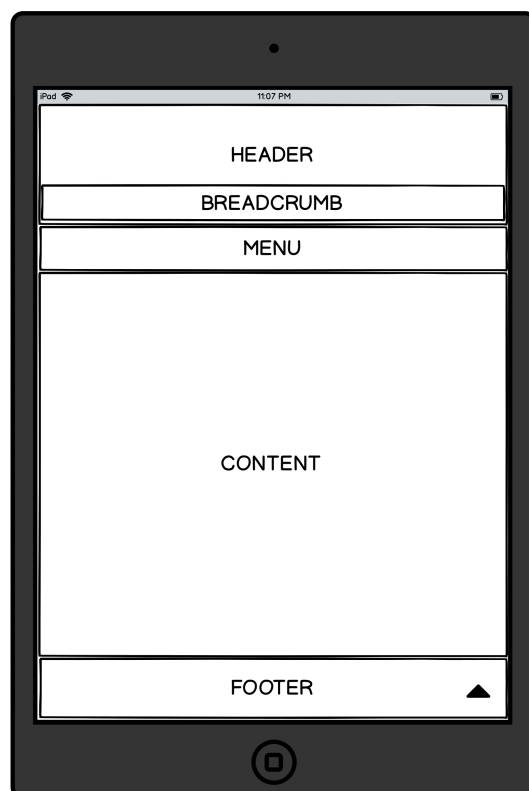 iPad 11:07 PM
HEADER
BREADCRUMB
MENU
CONTENT
FOOTER